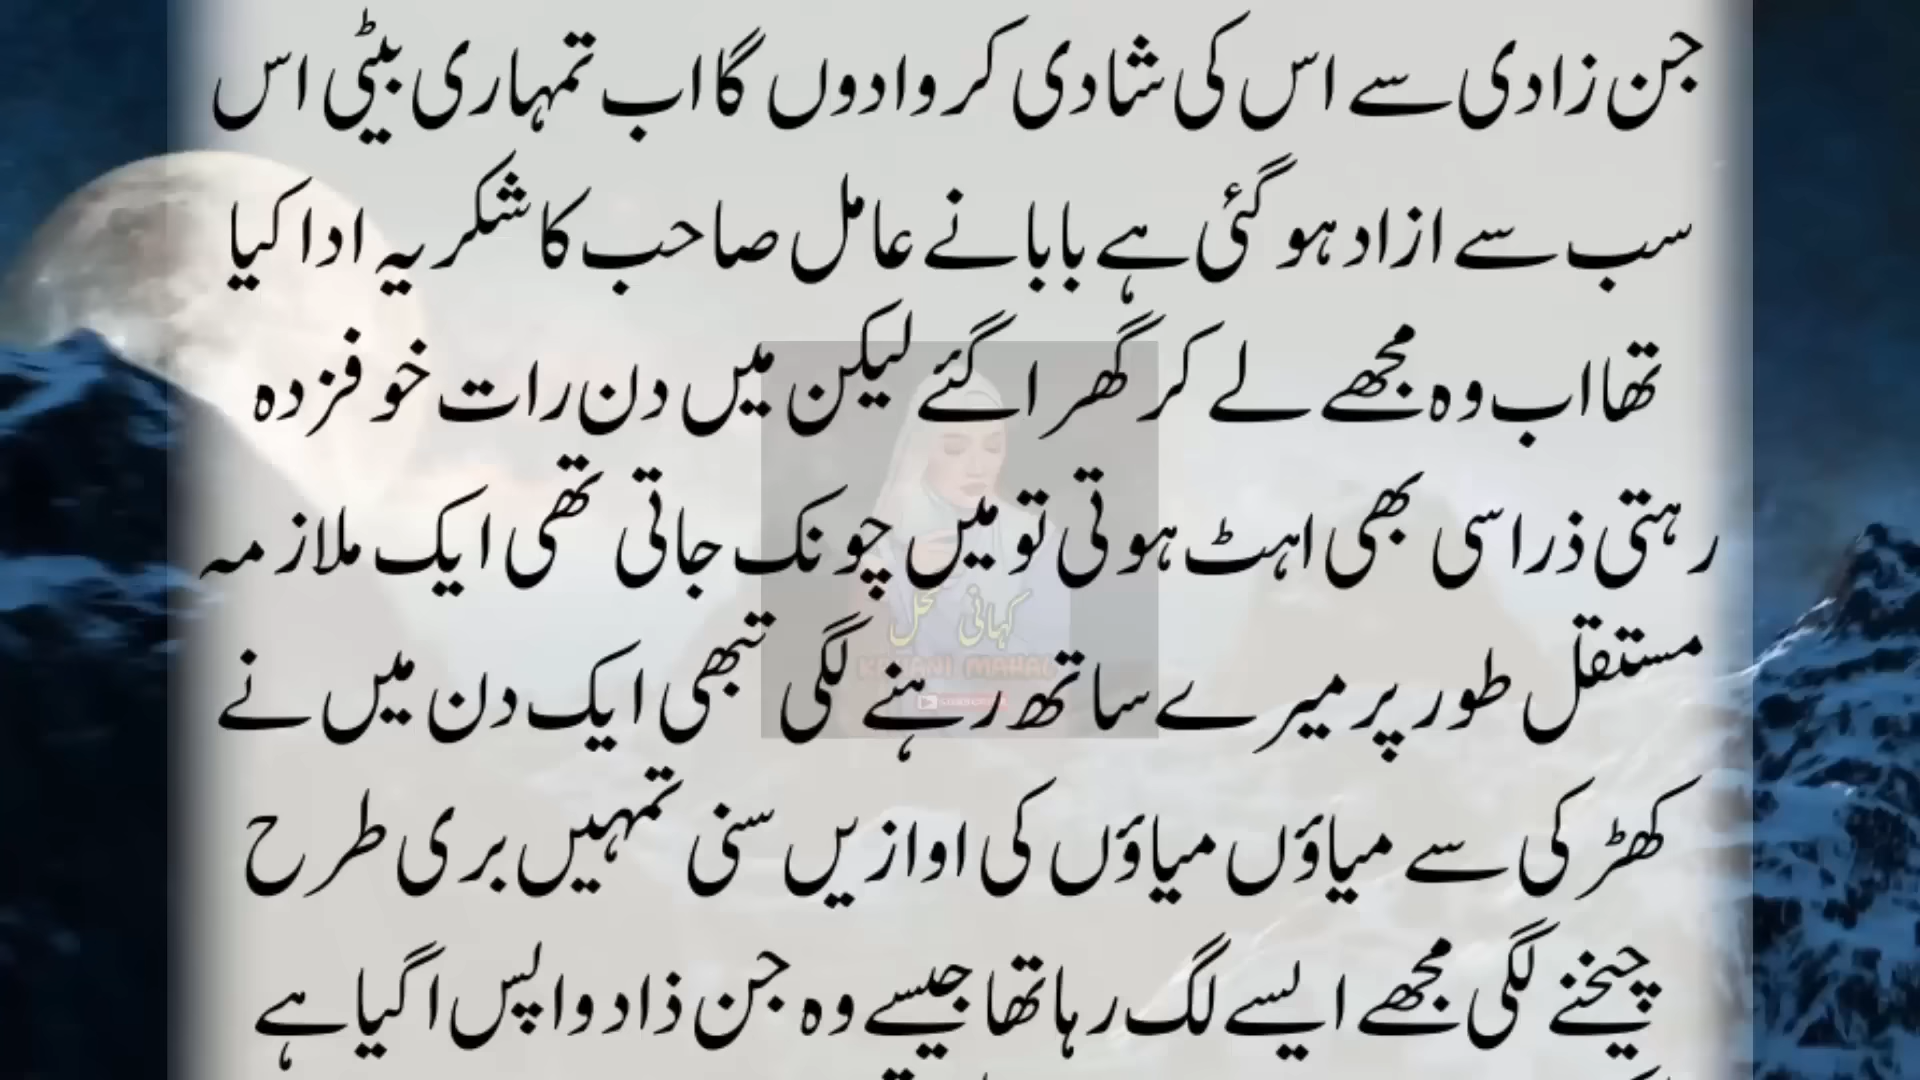 جن زادی سے اس کی شادی کروادوں گا اب تمہاری بیٹی اس
سب سے ازاد ہو گئی ہے بابا نے عامل صاحب کا شکریہ ادا کیا
تھا اب وہ مجھے لے کر گھر اگئے لیکن میں دن رات خوفزدہ
رہتی ذرا سی بھی اہٹ ہوتی تو میں چونک جاتی تھی ایک ملازمہ
مستقل طور پر میرے ساتھ رہنے لگی تبھی ایک دن میں نے
کھڑکی سے میاؤں میاؤں کی اوازیں سنی تمہیں بری طرح
چیخنے لگی مجھے ایسے لگ رہا تھا جیسے وہ جن ذاد واپس اگیا ہے
کہانی محل
KAHANI MAHAL
SUBSCRIBE